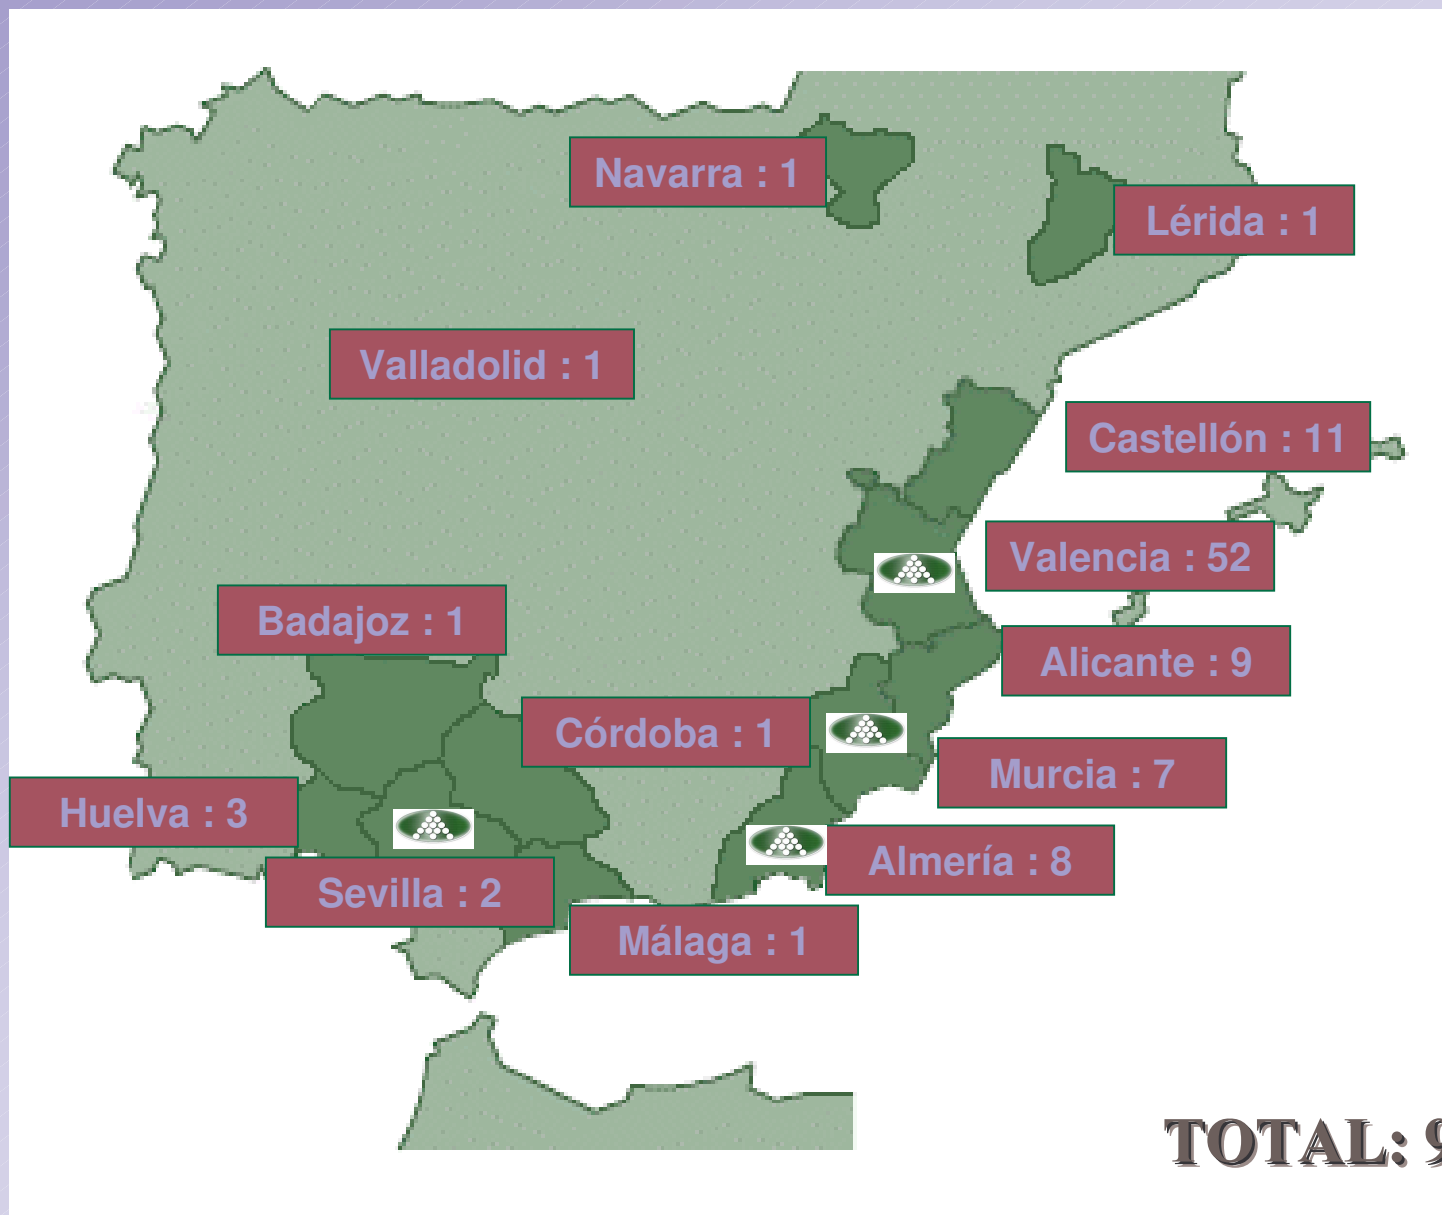 Navarra : 1
Lérida : 1
Valladolid : 1
Castellón : 11
Valencia : 52
Badajoz : 1
Alicante : 9
Córdoba : 1
Murcia : 7
Huelva : 3
Almería : 8
Sevilla : 2
Málaga : 1
TOTAL: 9